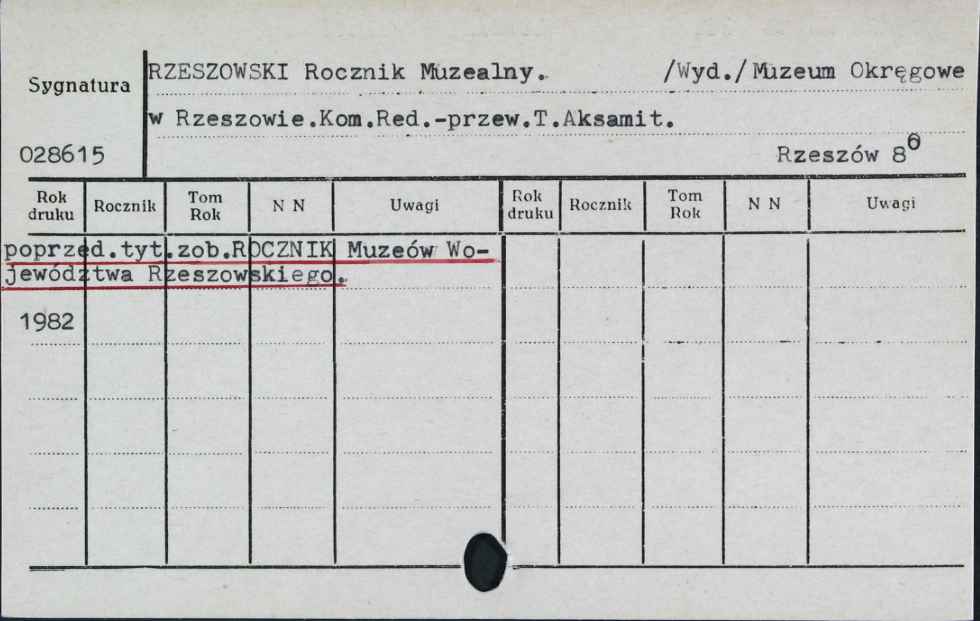 Sygnatura
RZESZOWSKI Rocznik Muzealny. /Wyd./Muzeum Okręgowe
w Rzeszowie.Kom.Red.-przew.T.Aksamit.
028615
Rzeszów 8⁰
Rok druku Rocznik Tom Rok N N Uwagi Rok druku Rocznik Tom Rok N N Uwagi
poprzed.tyt.zob.ROCZNIK Muzeów Wo-
jewództwa Rzeszowskiego.
1982